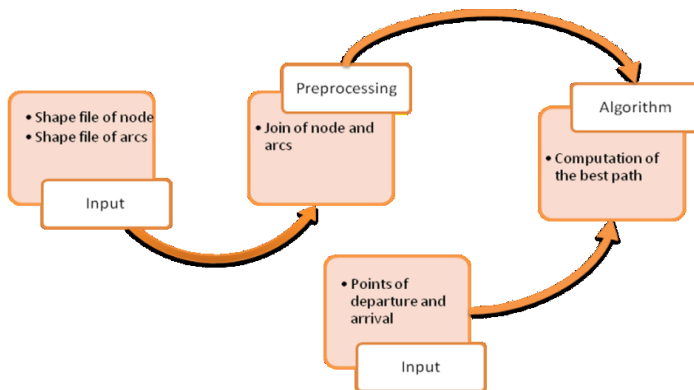 • Shape file of node
• Shape file of arcs
Input
Preprocessing
• Join of node and
arcs
Algorithm
• Computation of
the best path
• Points of
departure and
arrival
Input